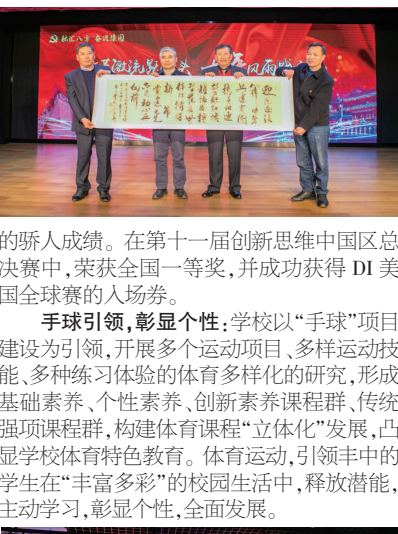 的骄人成绩。在第十一届创新思维中国区总
决赛中,荣获全国一等奖,并成功获得 DI 美
国全球赛的入场券。
手球引领,彰显个性:学校以“手球”项目
建设为引领,开展多个运动项目、多样运动技
能、多种练习体验的体育多样化的研究,形成
基础素养、个性素养、创新素养课程群、传统
强项课程群,构建体育课程“立体化”发展,凸
显学校体育特色教育。体育运动,引领丰中的
学生在“丰富多彩”的校园生活中,释放潜能,
主动学习,彰显个性,全面发展。